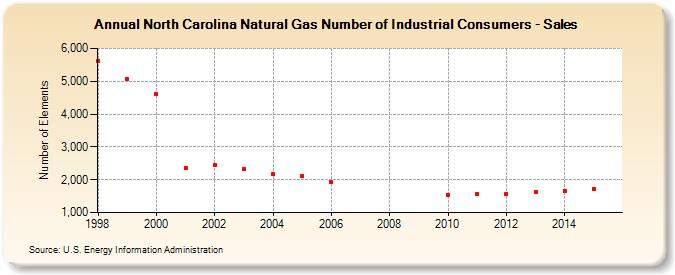 Annual North Carolina Natural Gas Number of Industrial Consumers - Sales
Number of Elements
6,000
5,000
4,000
3,000
2,000
1,000
1998 2000 2002 2004 2006 2008 2010 2012 2014
Source: U.S. Energy Information Administration